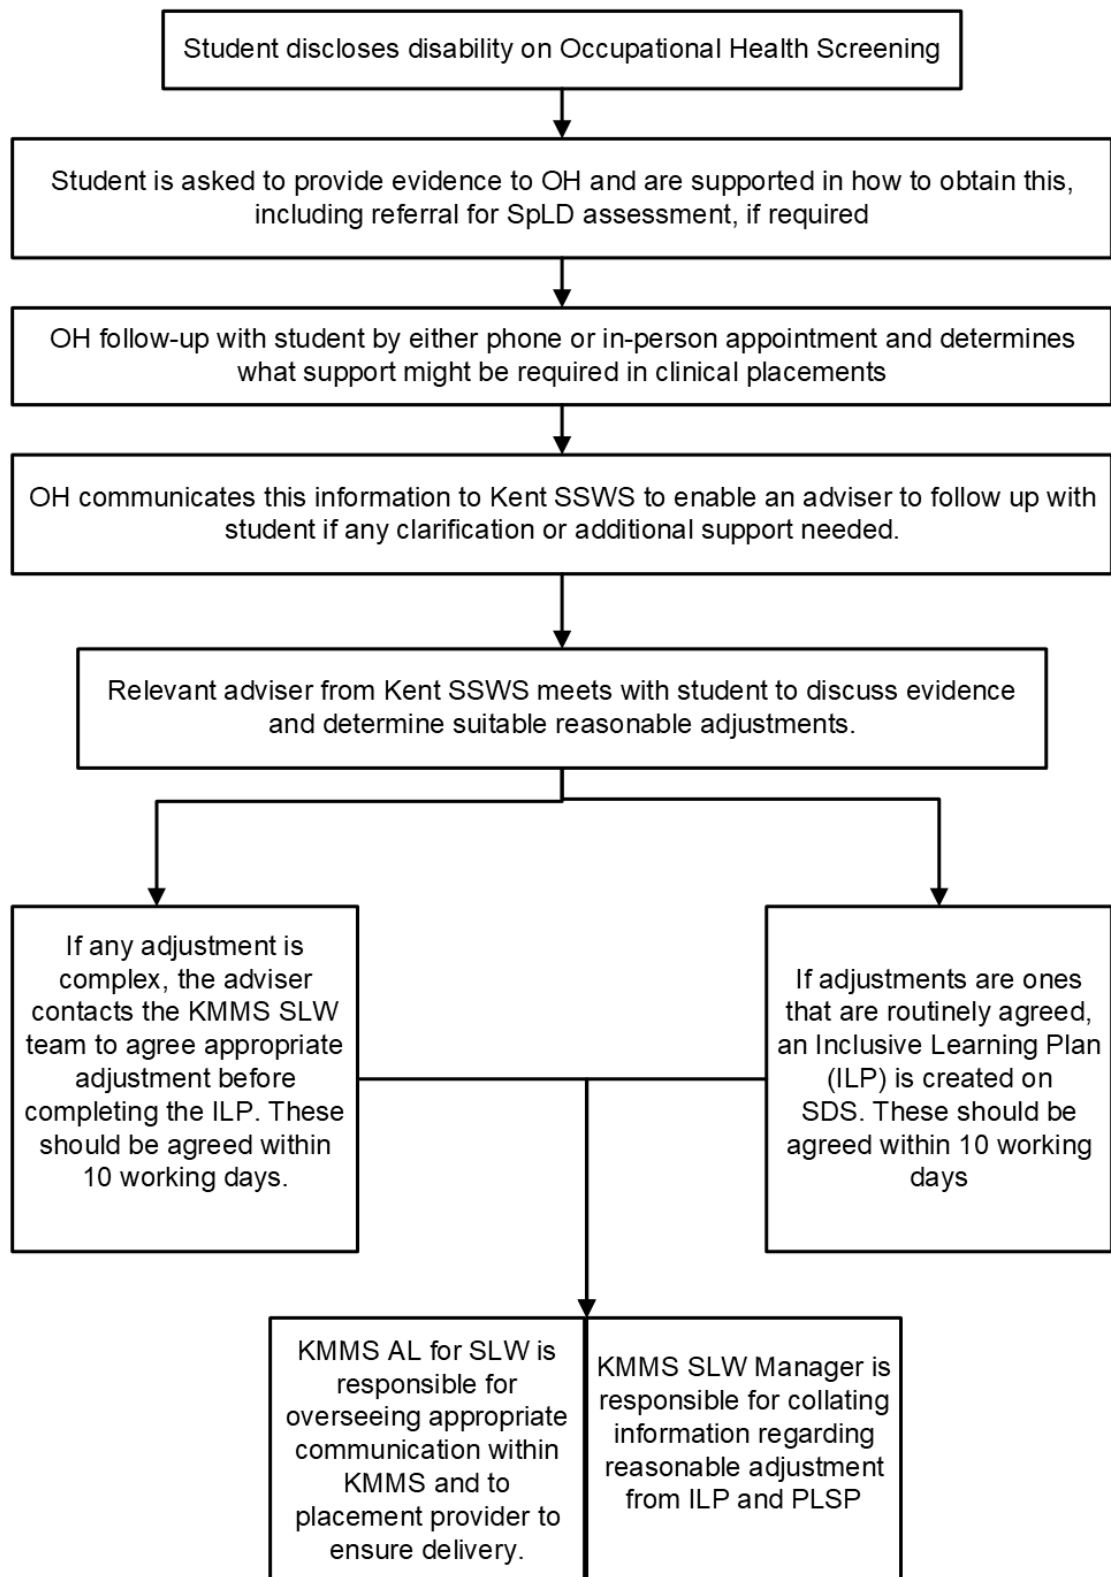 Student discloses disability on Occupational Health Screening
Student is asked to provide evidence to OH and are supported in how to obtain this,
including referral for SpLD assessment, if required
OH follow-up with student by either phone or in-person appointment and determines
what support might be required in clinical placements
OH communicates this information to Kent SSWS to enable an adviser to follow up with
student if any clarification or additional support needed.
Relevant adviser from Kent SSWS meets with student to discuss evidence
and determine suitable reasonable adjustments.
If any adjustment is
complex, the adviser
contacts the KMMS SLW
team to agree appropriate
adjustment before
completing the ILP. These
should be agreed within
10 working days.
If adjustments are ones
that are routinely agreed,
an Inclusive Learning Plan
(ILP) is created on
SDS. These should be
agreed within 10 working
days
KMMS AL for SLW is
responsible for
overseeing appropriate
communication within
KMMS and to
placement provider to
ensure delivery.
KMMS SLW Manager is
responsible for collating
information regarding
reasonable adjustment
from ILP and PLSP